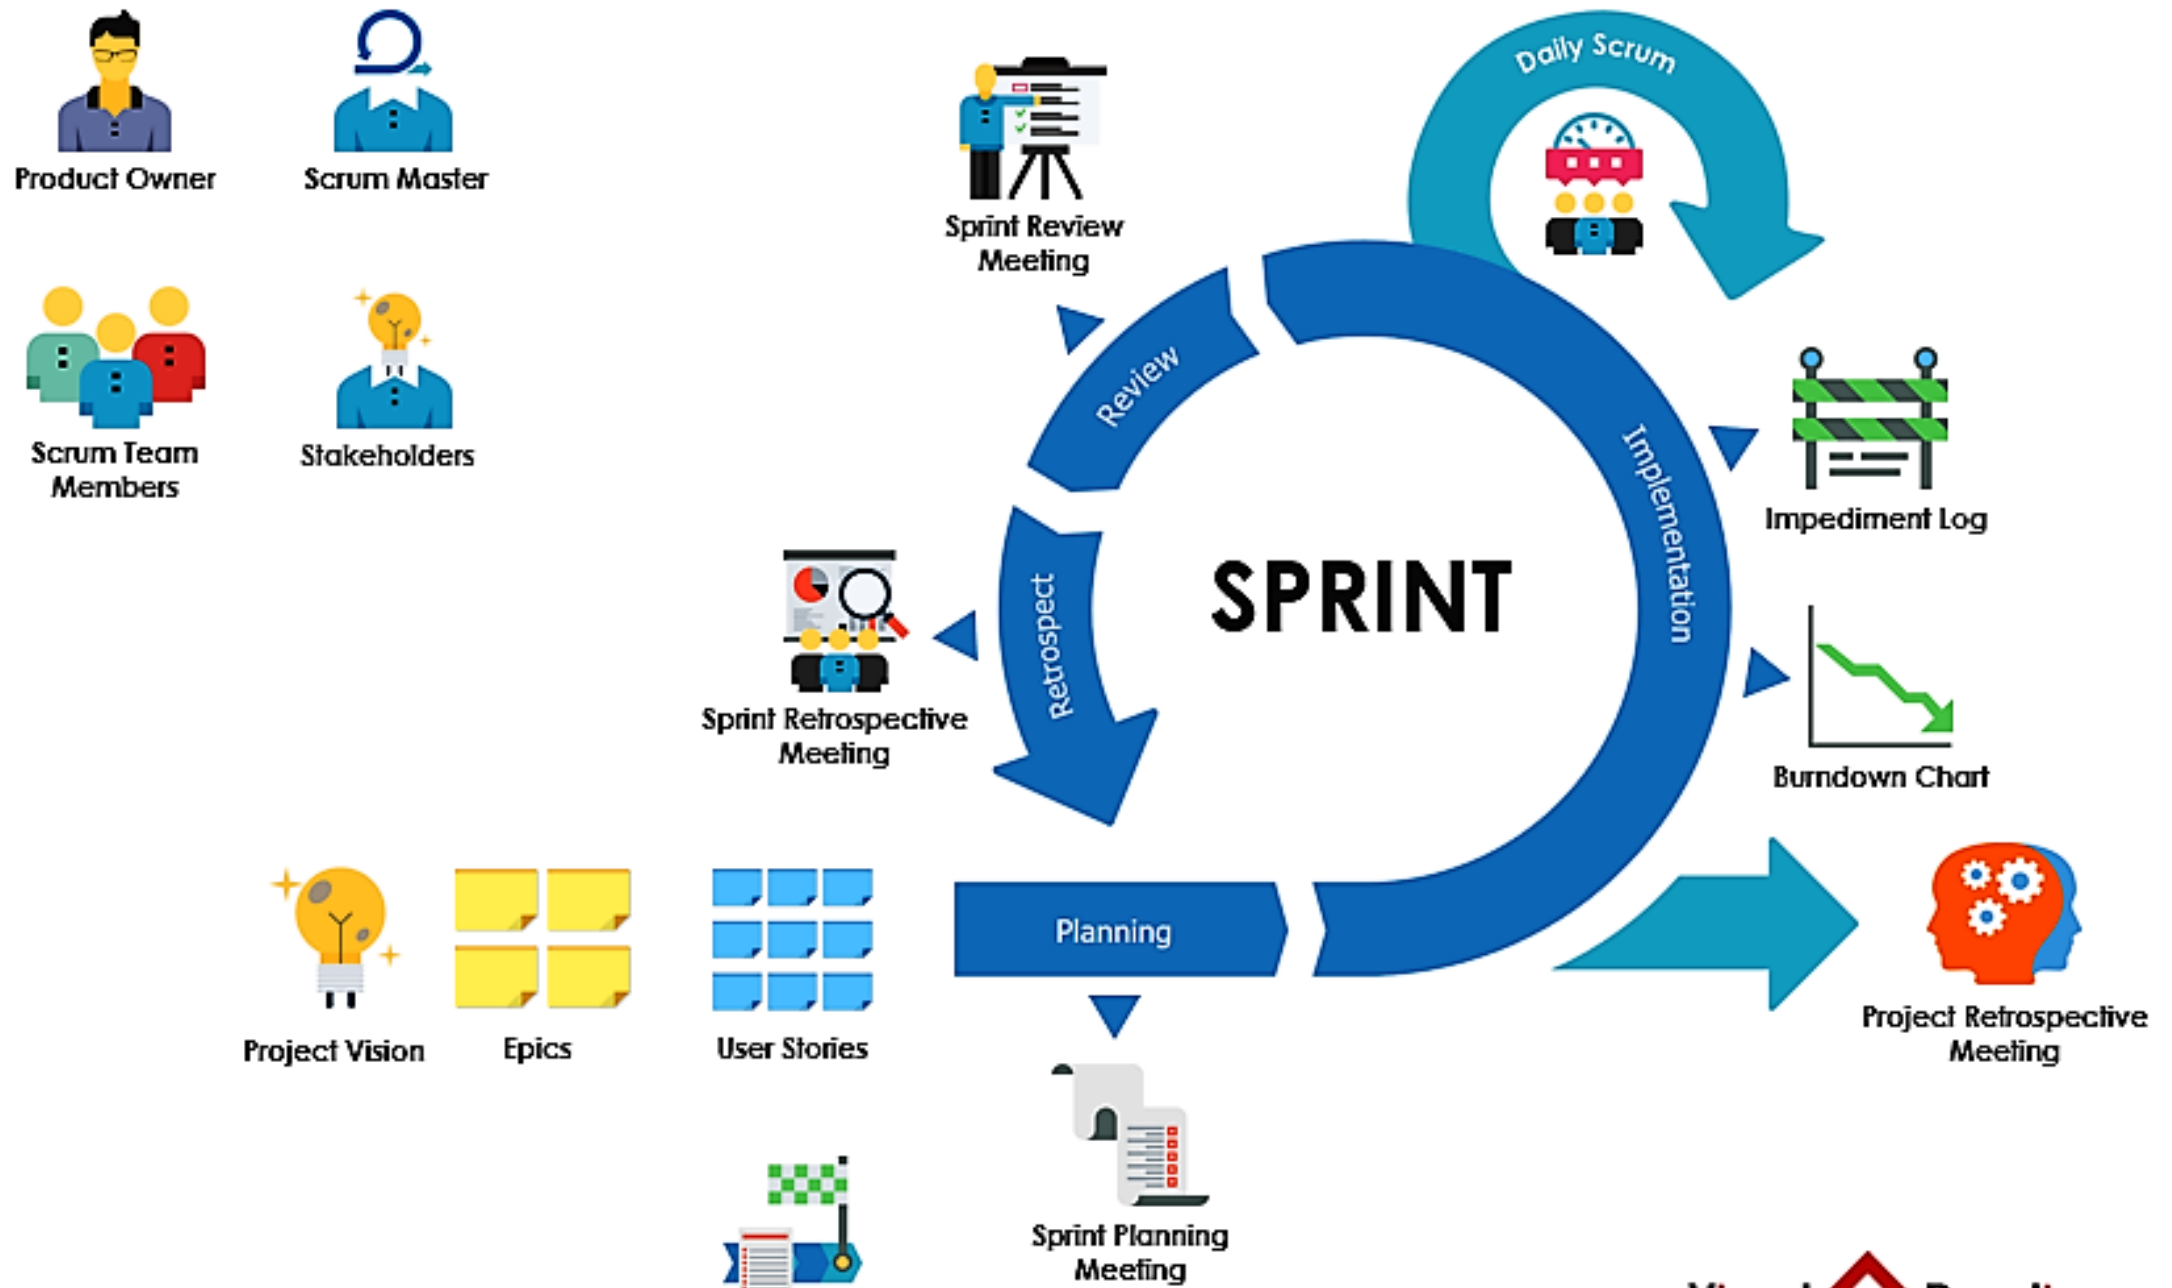 Product Owner
Scrum Master
Scrum Team
Members
Stakeholders
Sprint Review
Meeting
Daily Scrum
Review
Implementation
Impediment Log
SPRINT
Retrospect
Sprint Retrospective
Meeting
Burndown Chart
Project Vision
Epics
User Stories
Planning
Project Retrospective
Meeting
Sprint Planning
Meeting